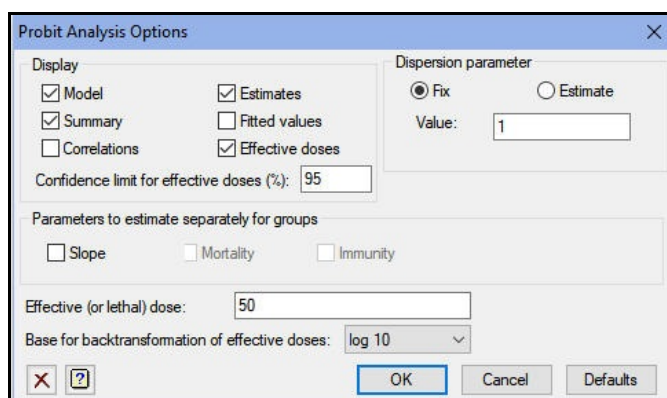 Probit Analysis Options
Display
Model
Estimates
Summary
Fitted values
Correlations
Effective doses
Confidence limit for effective doses (%): 95
Dispersion parameter
Fix
Estimate
Value: 1
Parameters to estimate separately for groups
Slope
Mortality
Immunity
Effective (or lethal) dose: 50
Base for backtransformation of effective doses: log 10
?
OK
Cancel
Defaults